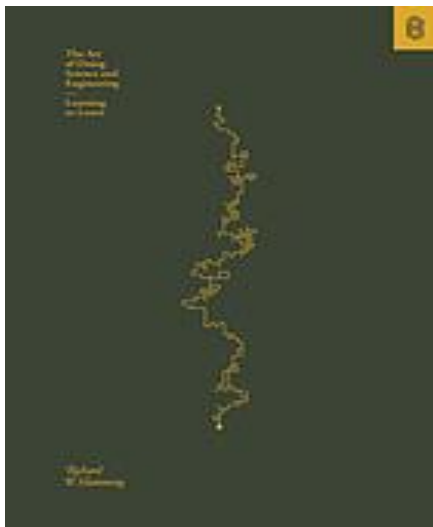 The Art
of Doing
Science and
Engineering
Learning
to Learn
Richard
W. Hamming